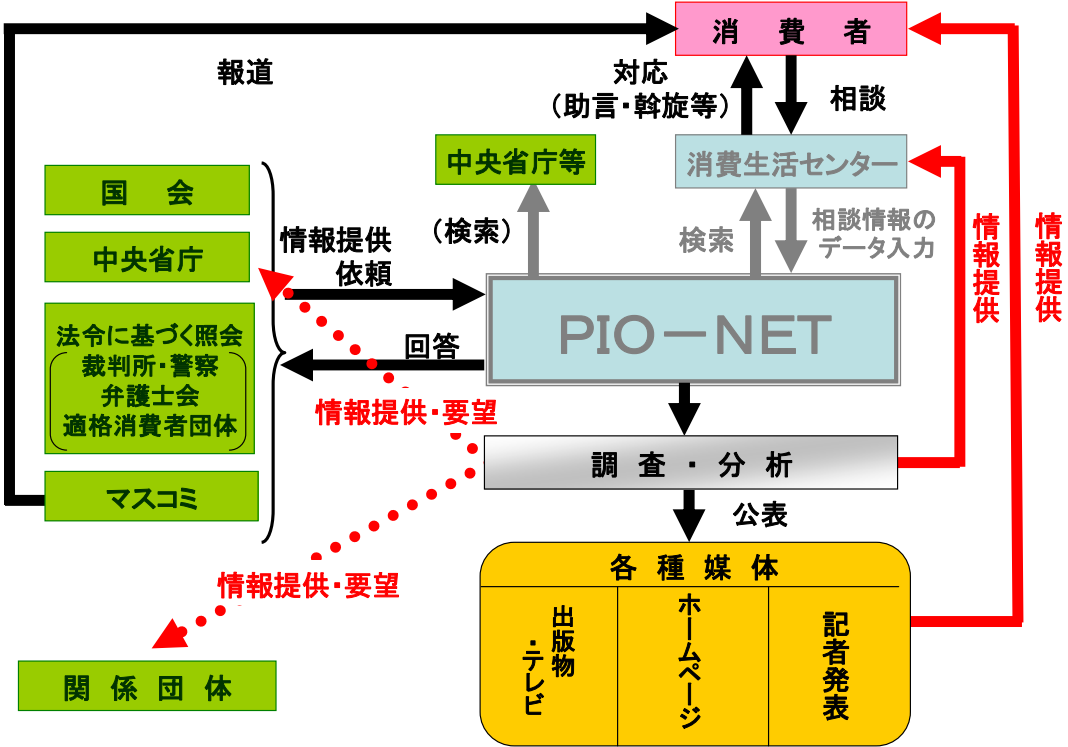 消　費　者
報道
対応
（助言・斡旋等）
相談
中央省庁等
消費生活センター
国　会
（検索）
検索
相談情報の
データ入力
情報提供
情報提供
中央省庁
情報提供
依頼
法令に基づく照会
裁判所・警察
弁護士会
適格消費者団体
PIO－NET
回答
情報提供・要望
調 査 ・ 分 析
マスコミ
公表
各 種 媒 体
情報提供・要望
出版物
・テレビ
ホームページ
記者発表
関 係 団 体